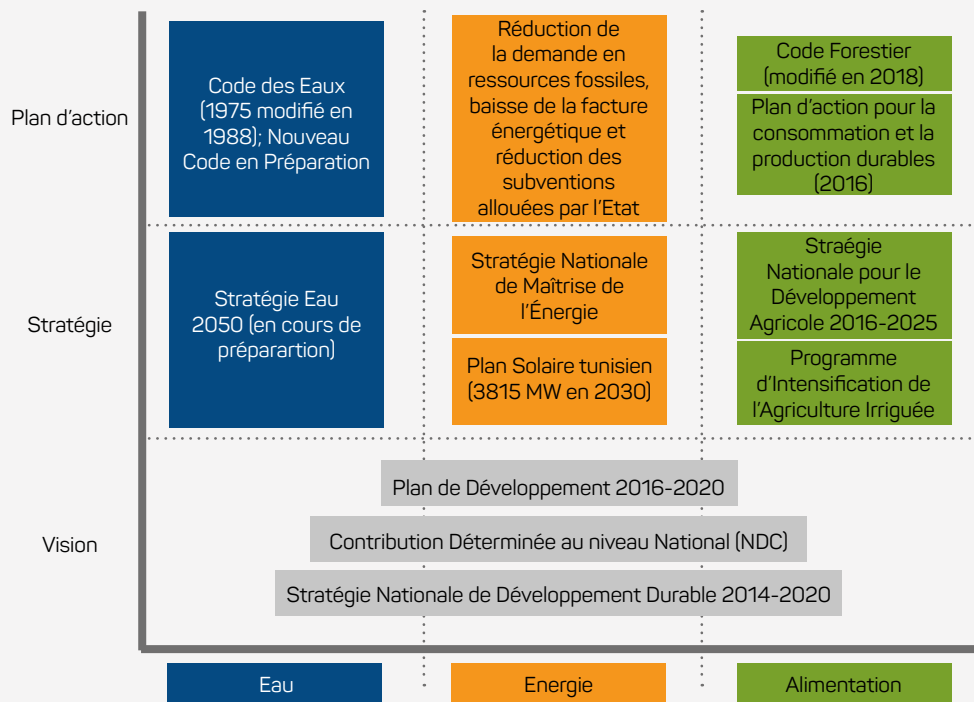 Plan d’action
Code des Eaux
(1975 modifié en
1988); Nouveau
Code en Préparation
Réduction de
la demande en
ressources fossiles,
baisse de la facture
énergétique et
réduction des
subventions
allouées par l’Etat
Code Forestier
(modifié en 2018)
Plan d’action pour la
consommation et la
production durables
(2016)
Stratégie
Stratégie Eau
2050 (en cours de
préparartion)
Stratégie Nationale
de Maîtrise de
l’Énergie
Plan Solaire tunisien
(3815 MW en 2030)
Straégie
Nationale pour le
Développement
Agricole 2016-2025
Programme
d’Intensification de
l’Agriculture Irriguée
Vision
Plan de Développement 2016-2020
Contribution Déterminée au niveau National (NDC)
Stratégie Nationale de Développement Durable 2014-2020
Eau
Energie
Alimentation